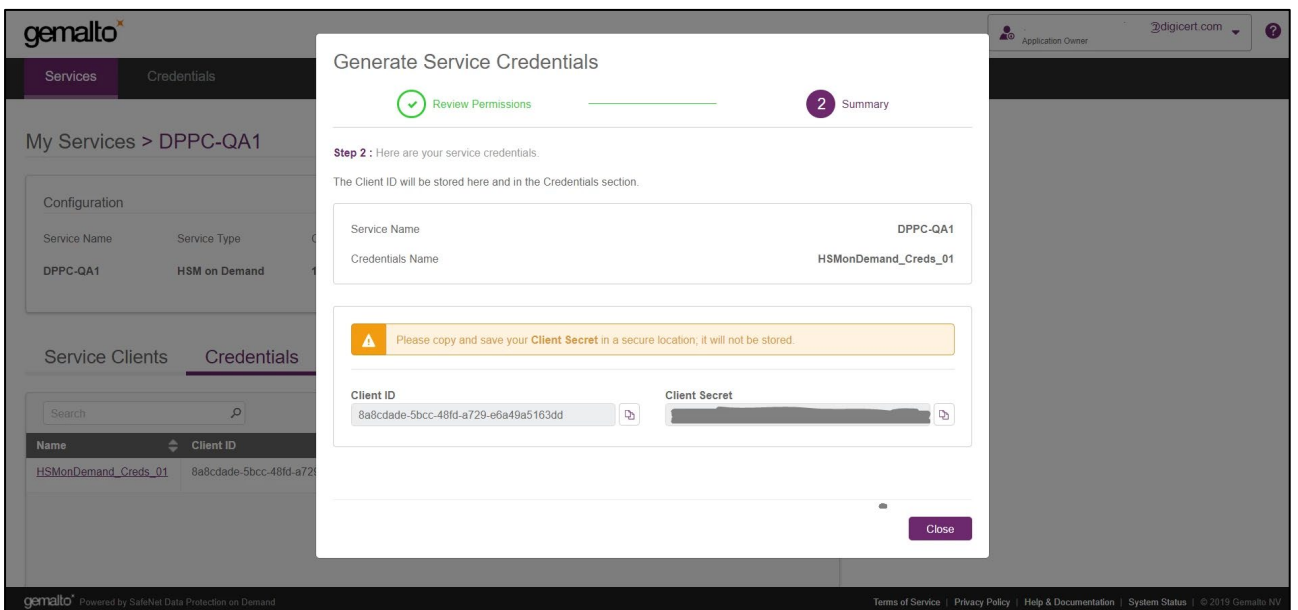 gemalto
@digicert.com
Application Owner
Services
Credentials
My Services > DPPC-QA1
Configuration
Service Name
Service Type
DPPC-QA1
HSM on Demand
Service Clients
Credentials
Search
Name
Client ID
HSMonDemand_Creds_01
8a8cdade-5bcc-48fd-a729
Generate Service Credentials
Review Permissions
2
Summary
Step 2 : Here are your service credentials.
The Client ID will be stored here and in the Credentials section.
Service Name
DPPC-QA1
Credentials Name
HSMonDemand_Creds_01
Please copy and save your Client Secret in a secure location; it will not be stored.
Client ID
Client Secret
8a8cdade-5bcc-48fd-a729-e6a49a5163dd
Close
gemalto Powered by SafeNet Data Protection on Demand
Terms of Service | Privacy Policy | Help & Documentation | System Status | © 2019 Gemalto NV